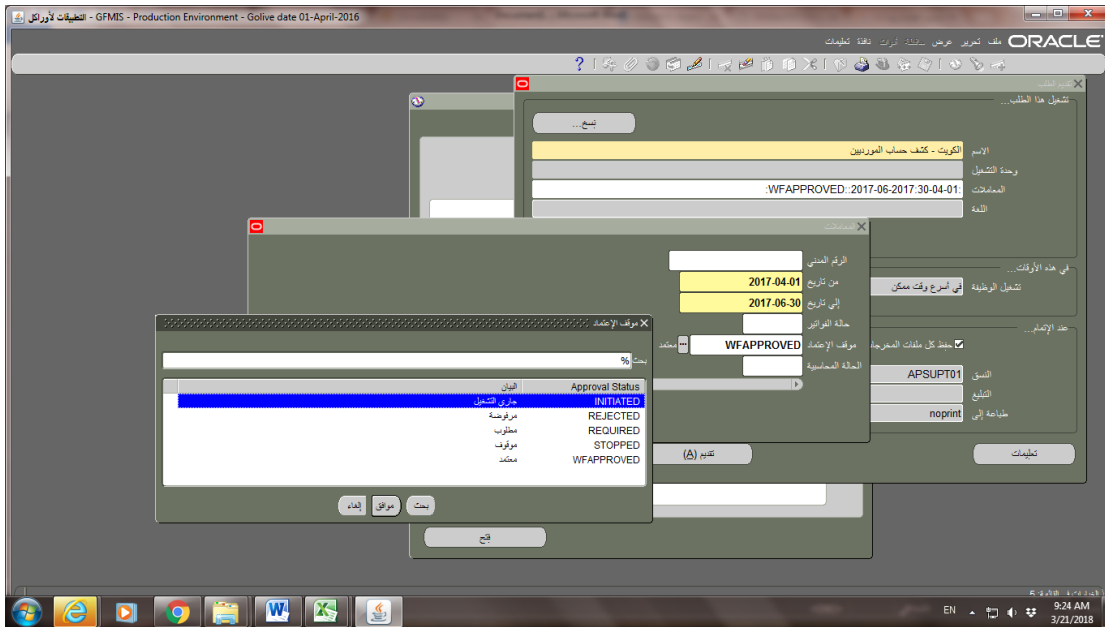 التطبيقات لأوراكل - GFMIS - Production Environment - Golive date 01-April-2016
ORACLE ملف تحرير عرض نافذة تعليمات
تقديم الطلب
تشغيل هذا الطلب...
نسخ...
الاسم الكويت - كشف حساب الموردين
وحدة التشغيل
المعاملات :WFAPPROVED::2017-06-2017:30-04-01:
اللغة
المعاملات
الرقم المدني
من تاريخ 2017-04-01
إلى تاريخ 2017-06-30
حالة الفواتير
موقف الإعتماد WFAPPROVED ... معتمد
الحالة المحاسبية
في هذه الأوقات...
تشغيل الوظيفة في أسرع وقت ممكن
عند الإتمام...
حفظ كل ملفات المخرجا
النسق APSUPT01
التبليغ
طباعة إلى noprint
تعليمات
تقديم (A)
موقف الإعتماد
بحث %
Approval Status البيان
INITIATED جاري التشغيل
REJECTED مرفوضة
REQUIRED مطلوب
STOPPED موقوف
WFAPPROVED معتمد
بحث موافق إلغاء
فتح
EN
9:24 AM
3/21/2018